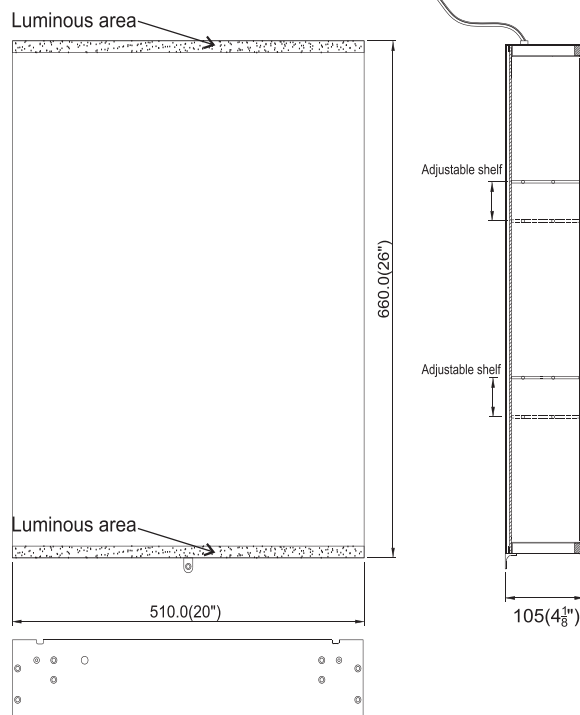 Luminous area
Adjustable shelf
660.0(26")
Adjustable shelf
Luminous area
510.0(20")
105(4⅛")